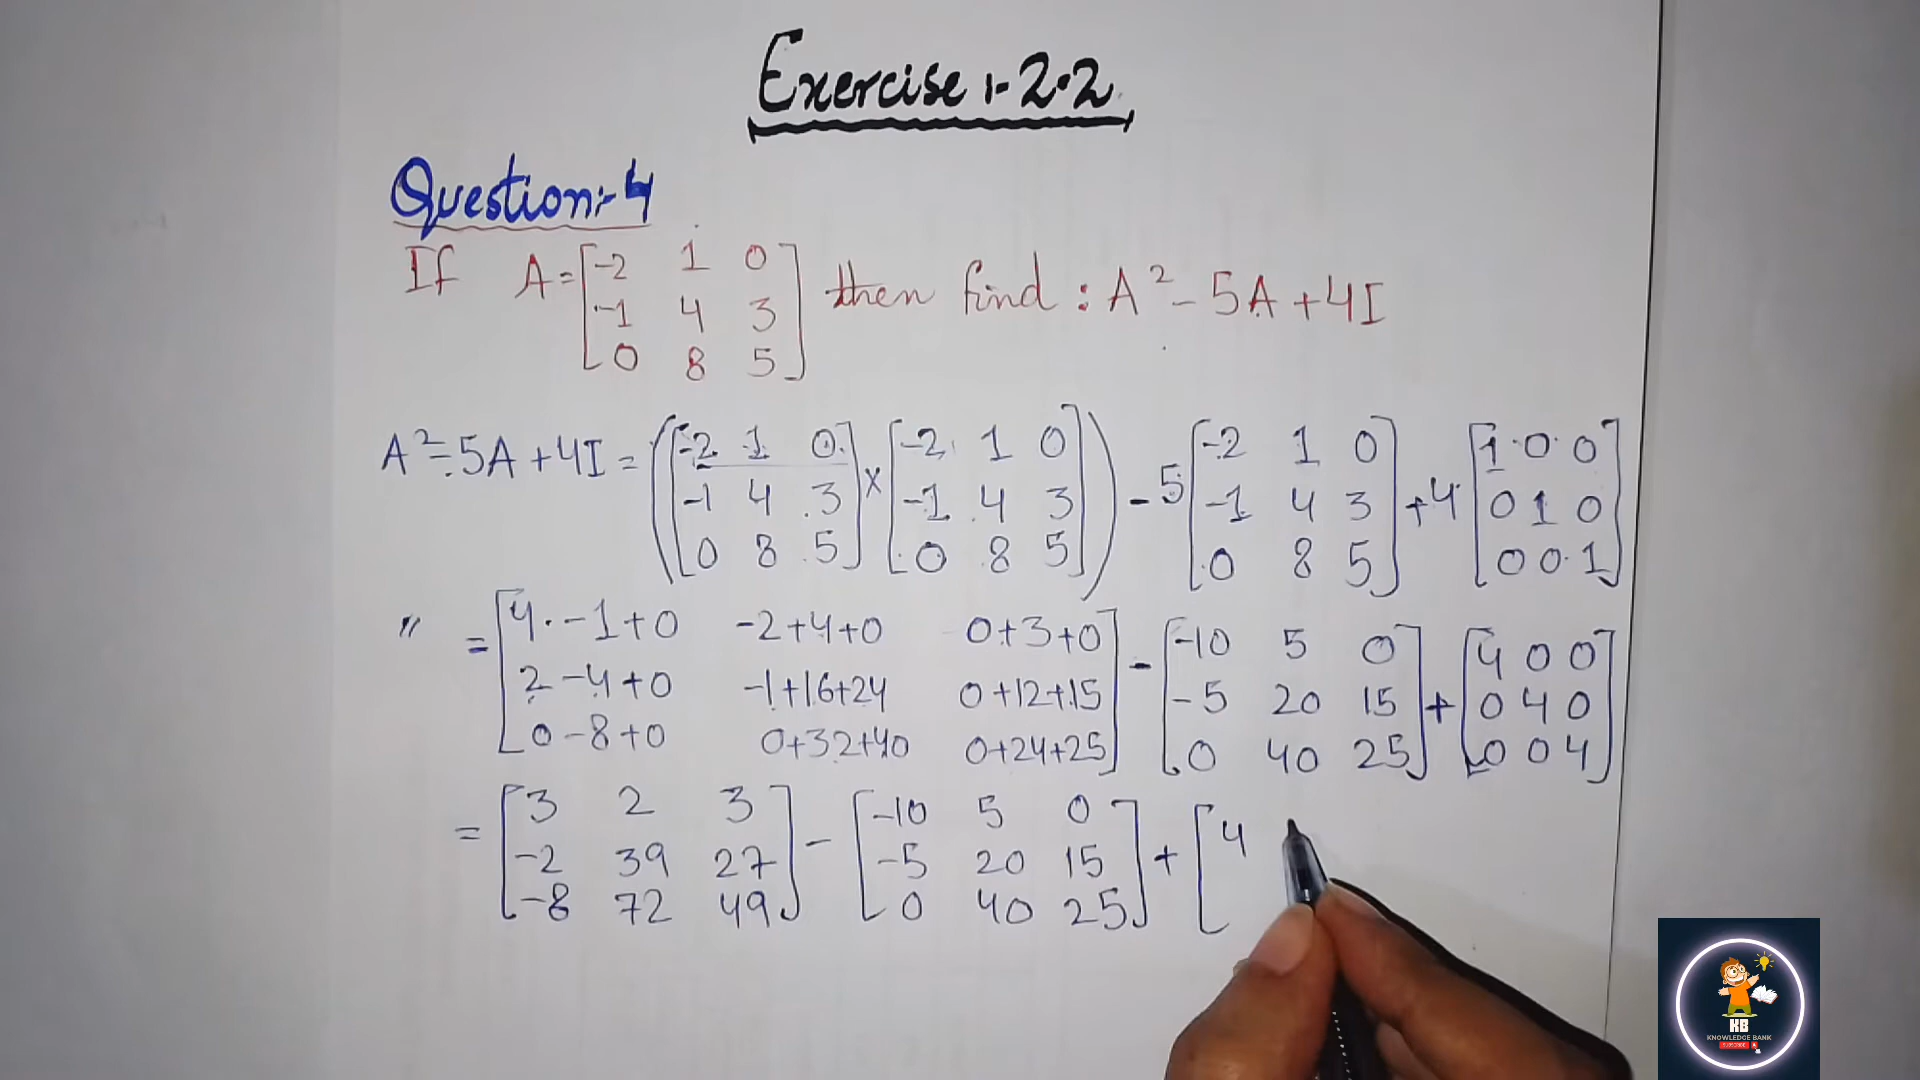 Exercise :- 2.2
Question:- 4
If A = [-2 1 0
-1 4 3
0 8 5] then find : A² - 5A + 4I
A² - 5A + 4I = ([-2 1 0
-1 4 3
0 8 5] × [-2 1 0
-1 4 3
0 8 5]) - 5 [-2 1 0
-1 4 3
0 8 5] + 4 [1 0 0
0 1 0
0 0 1]
〃 = [4 - 1 + 0 -2+4+0 0+3+0
2 - 4 + 0 -1+16+24 0+12+15
0 - 8 + 0 0+32+40 0+24+25] - [-10 5 0
-5 20 15
0 40 25] + [4 0 0
0 4 0
0 0 4]
= [3 2 3
-2 39 27
-8 72 49] - [-10 5 0
-5 20 15
0 40 25] + [4
KB
KNOWLEDGE BANK
SUBSCRIBE